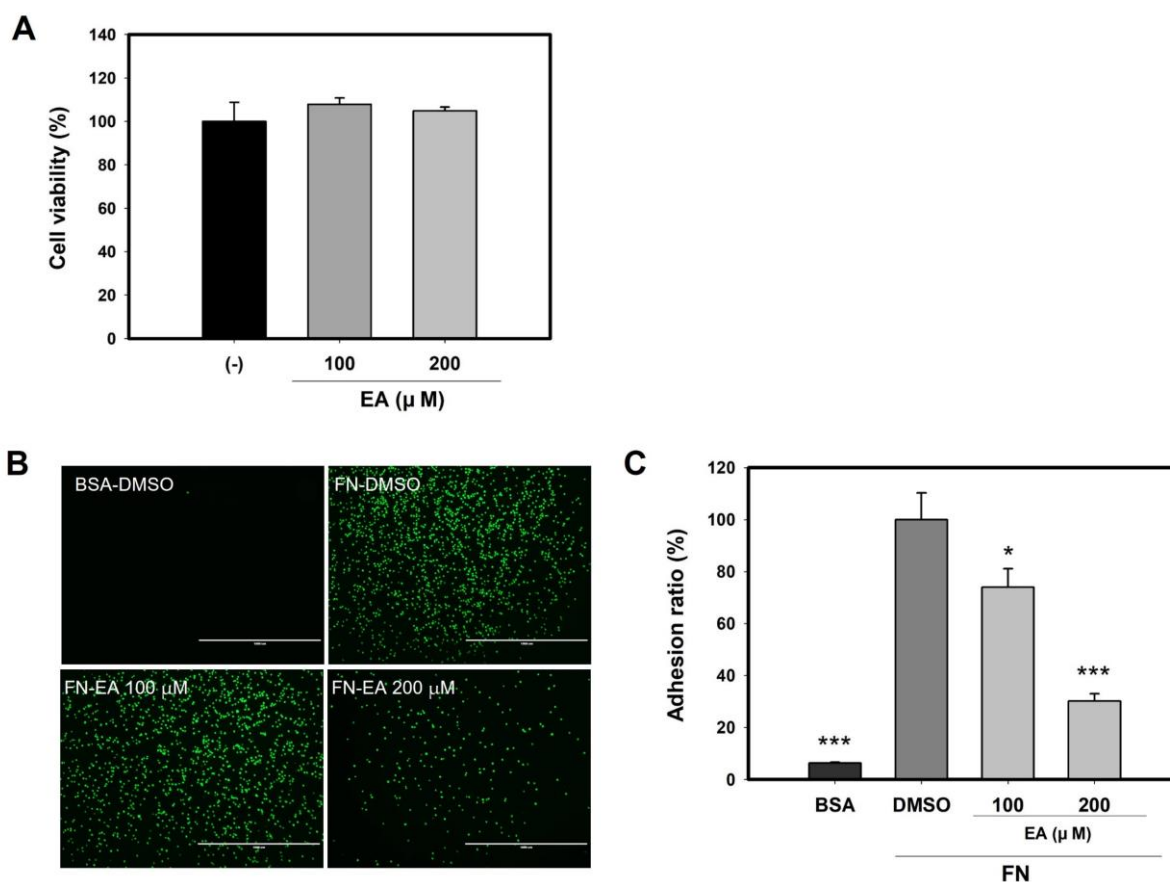 A
140
120
100
80
60
40
20
0
Cell viability (%)
(-) 100 200
EA (µ M)
B
BSA-DMSO FN-DMSO
FN-EA 100 µM FN-EA 200 µM
C
120
100
80
60
40
20
0
Adhesion ratio (%)
*** * ***
BSA DMSO 100 200
EA (µ M)
FN